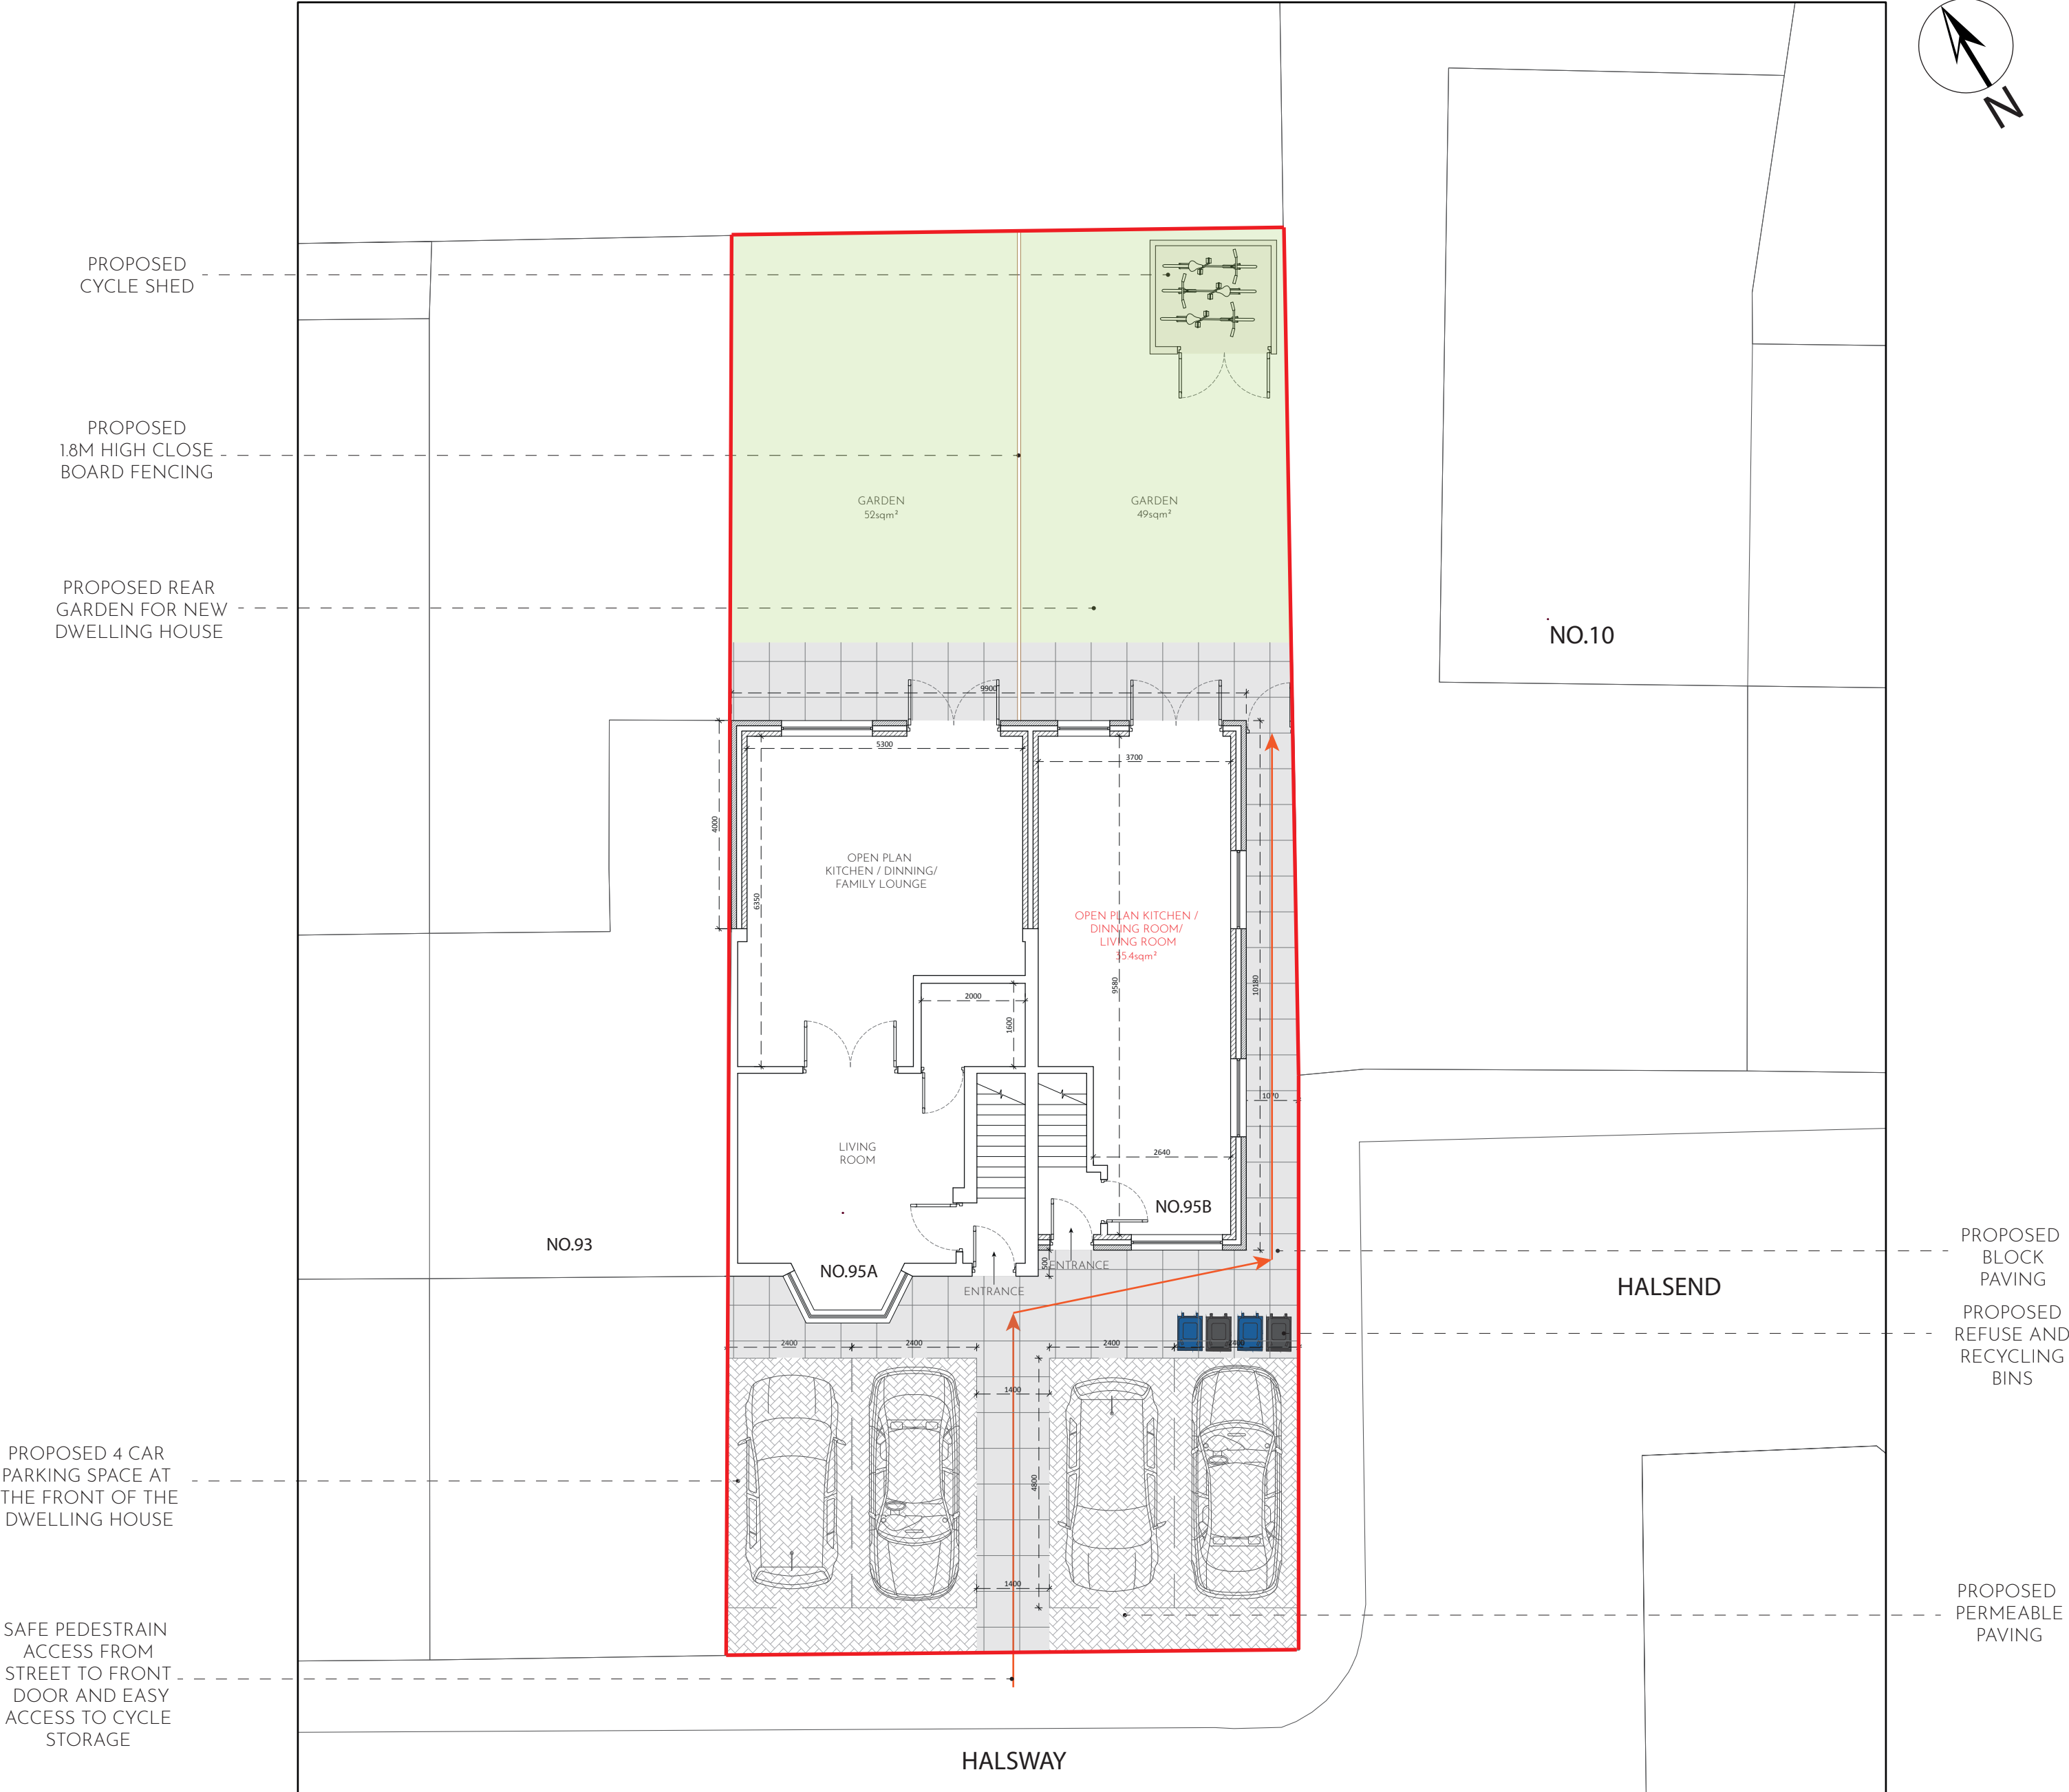 N
PROPOSED
CYCLE SHED
PROPOSED
1.8M HIGH CLOSE
BOARD FENCING
GARDEN
52sqm²
GARDEN
49sqm²
PROPOSED REAR
GARDEN FOR NEW
DWELLING HOUSE
NO.10
9900
5300
3700
4000
6350
OPEN PLAN
KITCHEN / DINNING/
FAMILY LOUNGE
OPEN PLAN KITCHEN /
DINNING ROOM/
LIVING ROOM
35.4sqm²
9580
10180
2000
1600
1070
LIVING
ROOM
2640
NO.95B
NO.93
NO.95A
500
ENTRANCE
ENTRANCE
HALSEND
PROPOSED
BLOCK
PAVING
PROPOSED
REFUSE AND
RECYCLING
BINS
2400
2400
2400
2400
1400
4800
1400
PROPOSED 4 CAR
PARKING SPACE AT
THE FRONT OF THE
DWELLING HOUSE
PROPOSED
PERMEABLE
PAVING
SAFE PEDESTRAIN
ACCESS FROM
STREET TO FRONT
DOOR AND EASY
ACCESS TO CYCLE
STORAGE
HALSWAY